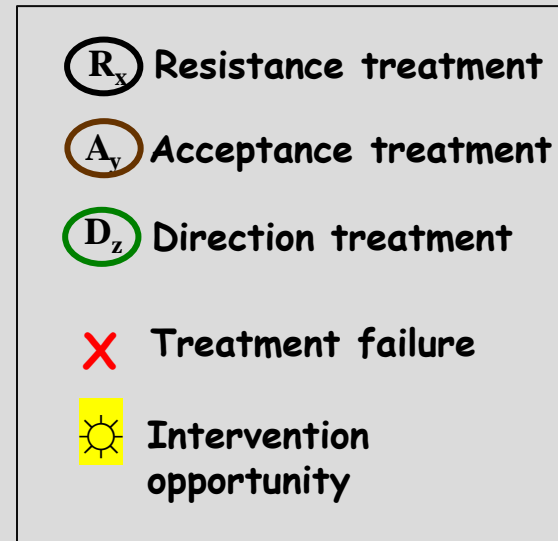 Rx Resistance treatment
Ay Acceptance treatment
Dz Direction treatment
X Treatment failure
Intervention
opportunity